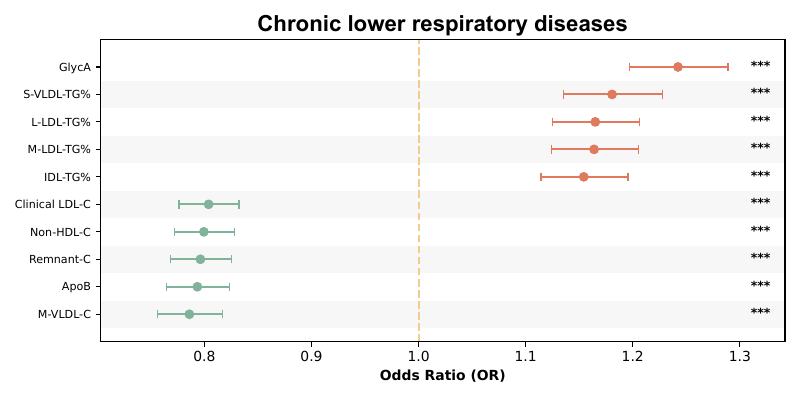 Chronic lower respiratory diseases
GlycA ***
S-VLDL-TG% ***
L-LDL-TG% ***
M-LDL-TG% ***
IDL-TG% ***
Clinical LDL-C ***
Non-HDL-C ***
Remnant-C ***
ApoB ***
M-VLDL-C ***
0.8 0.9 1.0 1.1 1.2 1.3
Odds Ratio (OR)